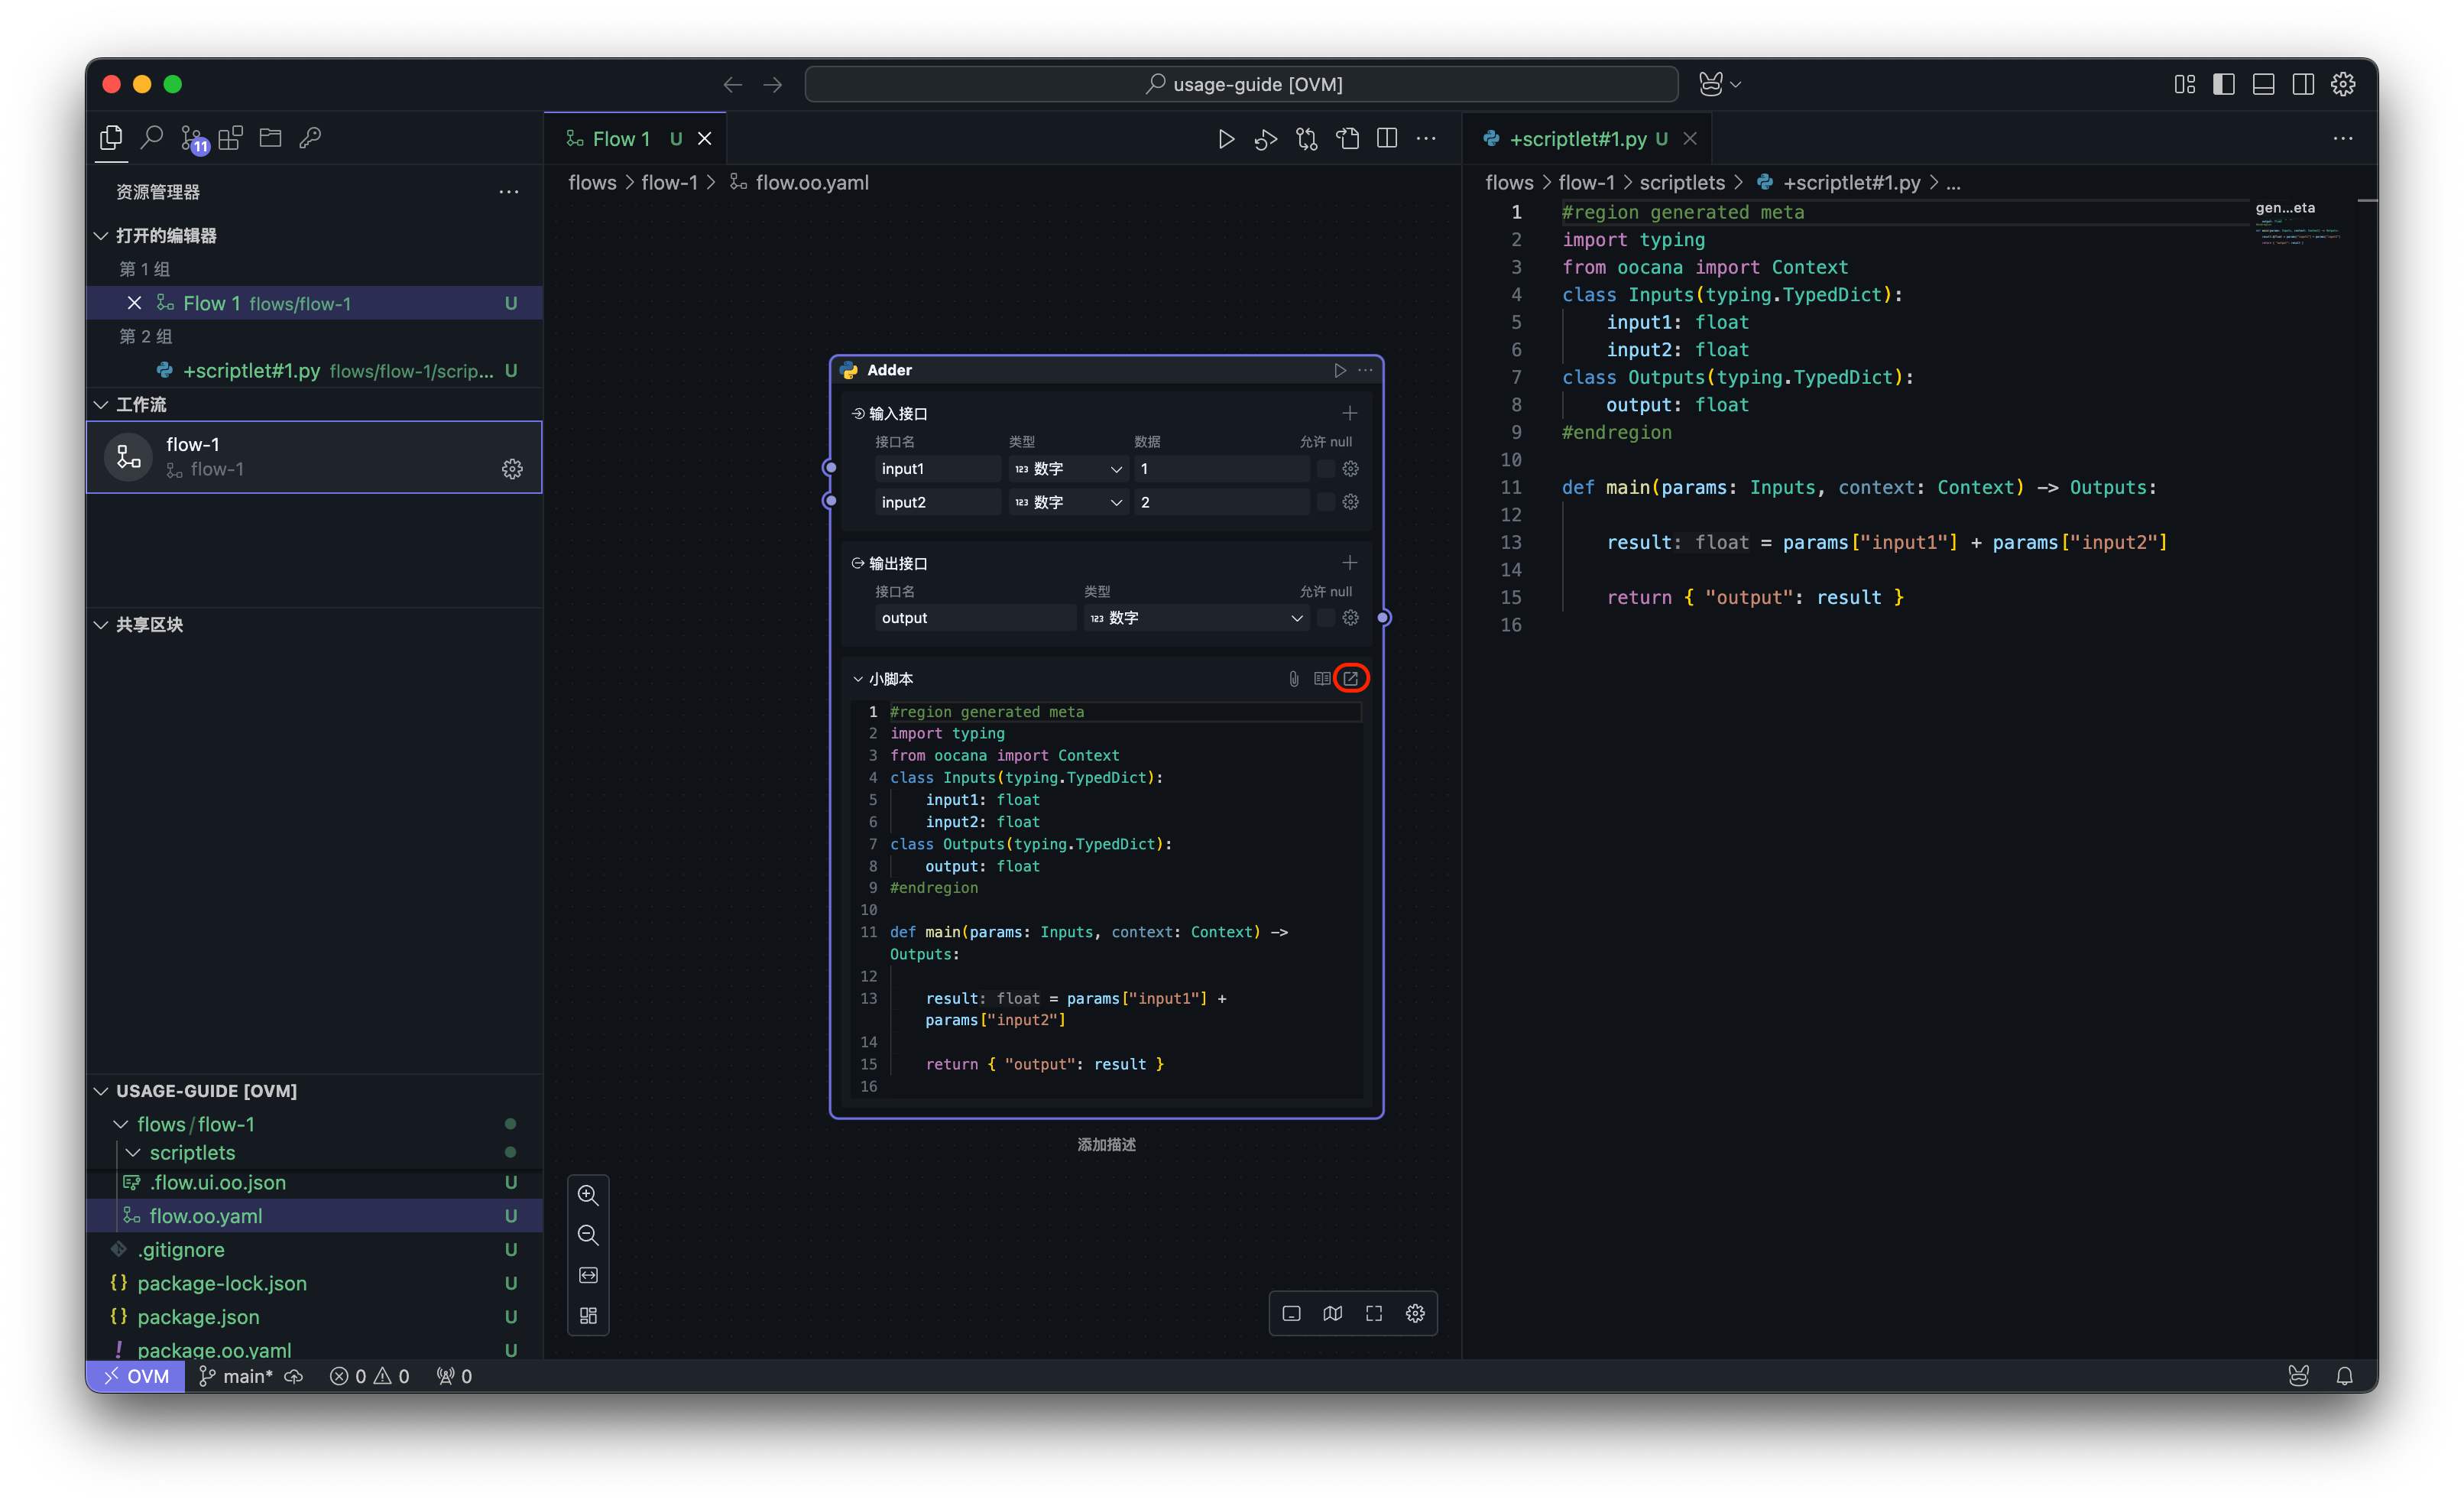 usage-guide [OVM]
11
资源管理器
打开的编辑器
第 1 组
Flow 1 flows/flow-1 U
第 2 组
+scriptlet#1.py flows/flow-1/scrip... U
工作流
flow-1
flow-1
共享区块
USAGE-GUIDE [OVM]
flows/flow-1
scriptlets
.flow.ui.oo.json U
flow.oo.yaml U
.gitignore U
package-lock.json U
package.json U
package.oo.yaml U
Flow 1 U
flows > flow-1 > flow.oo.yaml
Adder
输入接口
接口名 类型 数据 允许 null
input1 123 数字 1
input2 123 数字 2
输出接口
接口名 类型 允许 null
output 123 数字
小脚本
1 #region generated meta
2 import typing
3 from oocana import Context
4 class Inputs(typing.TypedDict):
5 input1: float
6 input2: float
7 class Outputs(typing.TypedDict):
8 output: float
9 #endregion
10
11 def main(params: Inputs, context: Context) ->
Outputs:
12
13 result: float = params["input1"] +
params["input2"]
14
15 return { "output": result }
16
添加描述
+scriptlet#1.py U
flows > flow-1 > scriptlets > +scriptlet#1.py > ...
1 #region generated meta
2 import typing
3 from oocana import Context
4 class Inputs(typing.TypedDict):
5 input1: float
6 input2: float
7 class Outputs(typing.TypedDict):
8 output: float
9 #endregion
10
11 def main(params: Inputs, context: Context) -> Outputs:
12
13 result: float = params["input1"] + params["input2"]
14
15 return { "output": result }
16
gen...eta
OVM main* 0 0 0